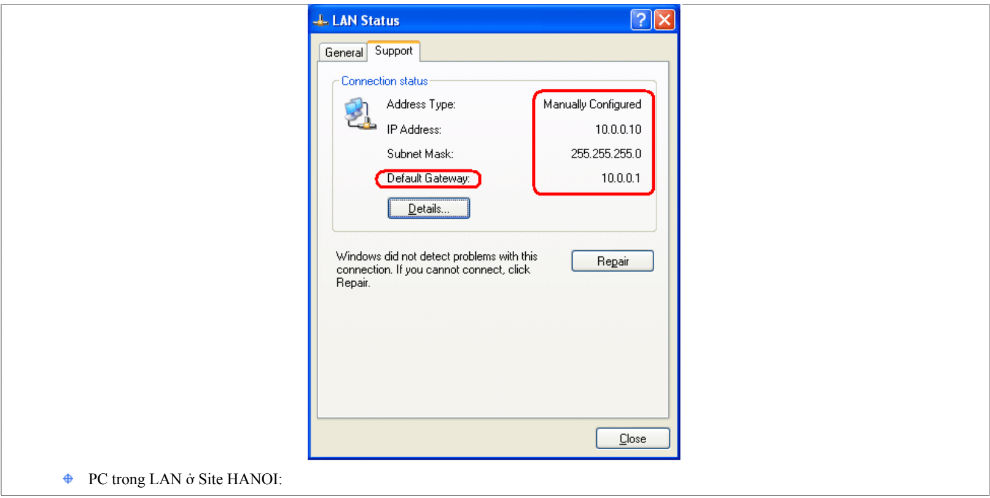 LAN Status
General Support
Connection status
Address Type: Manually Configured
IP Address: 10.0.0.10
Subnet Mask: 255.255.255.0
Default Gateway: 10.0.0.1
Details...
Windows did not detect problems with this
connection. If you cannot connect, click
Repair.
Repair
Close
PC trong LAN ở Site HANOI: